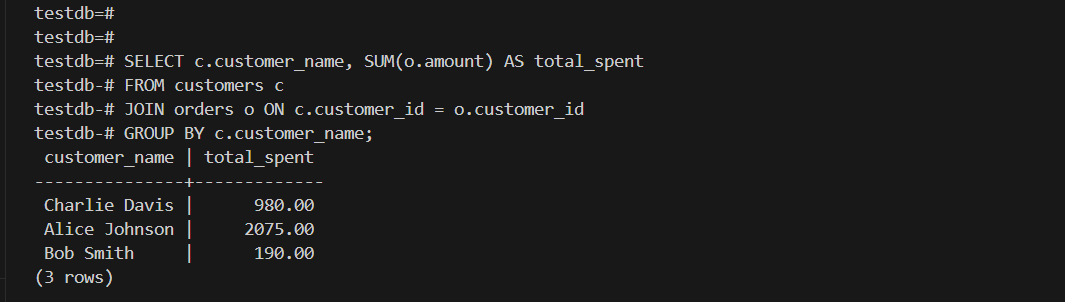 testdb=#
testdb=#
testdb=# SELECT c.customer_name, SUM(o.amount) AS total_spent
testdb-# FROM customers c
testdb-# JOIN orders o ON c.customer_id = o.customer_id
testdb-# GROUP BY c.customer_name;
 customer_name | total_spent
---------------+-------------
 Charlie Davis |      980.00
 Alice Johnson |     2075.00
 Bob Smith     |      190.00
(3 rows)